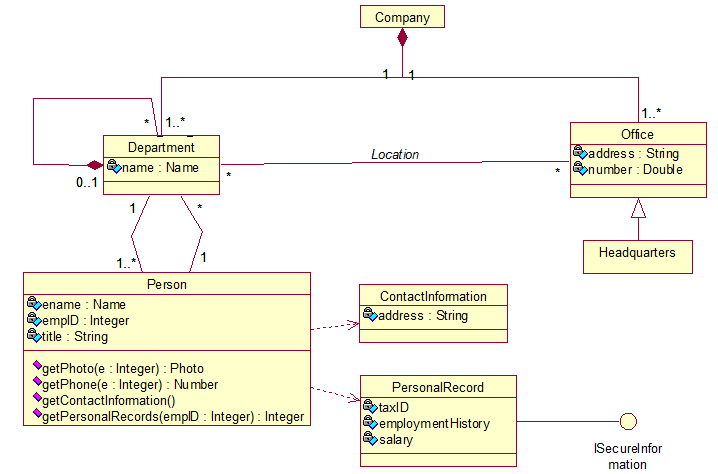 Company
1
1
*
1..*
1..*
Department
name : Name
0..1
Location
*
*
Office
address : String
number : Double
Headquarters
1
*
1..*
1
Person
ename : Name
empID : Integer
title : String
getPhoto(e : Integer) : Photo
getPhone(e : Integer) : Number
getContactInformation()
getPersonalRecords(empID : Integer) : Integer
ContactInformation
address : String
PersonalRecord
taxID
employmentHistory
salary
ISecureInfor
mation